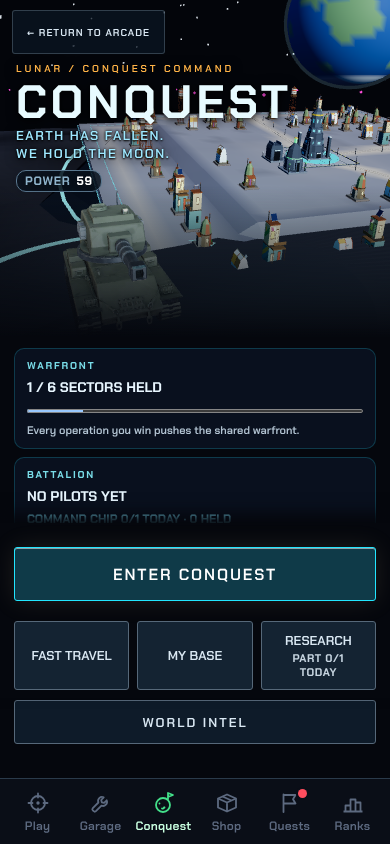 ← RETURN TO ARCADE
LUNAR / CONQUEST COMMAND
CONQUEST
EARTH HAS FALLEN.
WE HOLD THE MOON.
POWER 59
WARFRONT
1 / 6 SECTORS HELD
Every operation you win pushes the shared warfront.
BATTALION
NO PILOTS YET
COMMAND CHIP 0/1 TODAY · 0 HELD
ENTER CONQUEST
FAST TRAVEL
MY BASE
RESEARCH
PART 0/1
TODAY
WORLD INTEL
Play
Garage
Conquest
Shop
Quests
Ranks